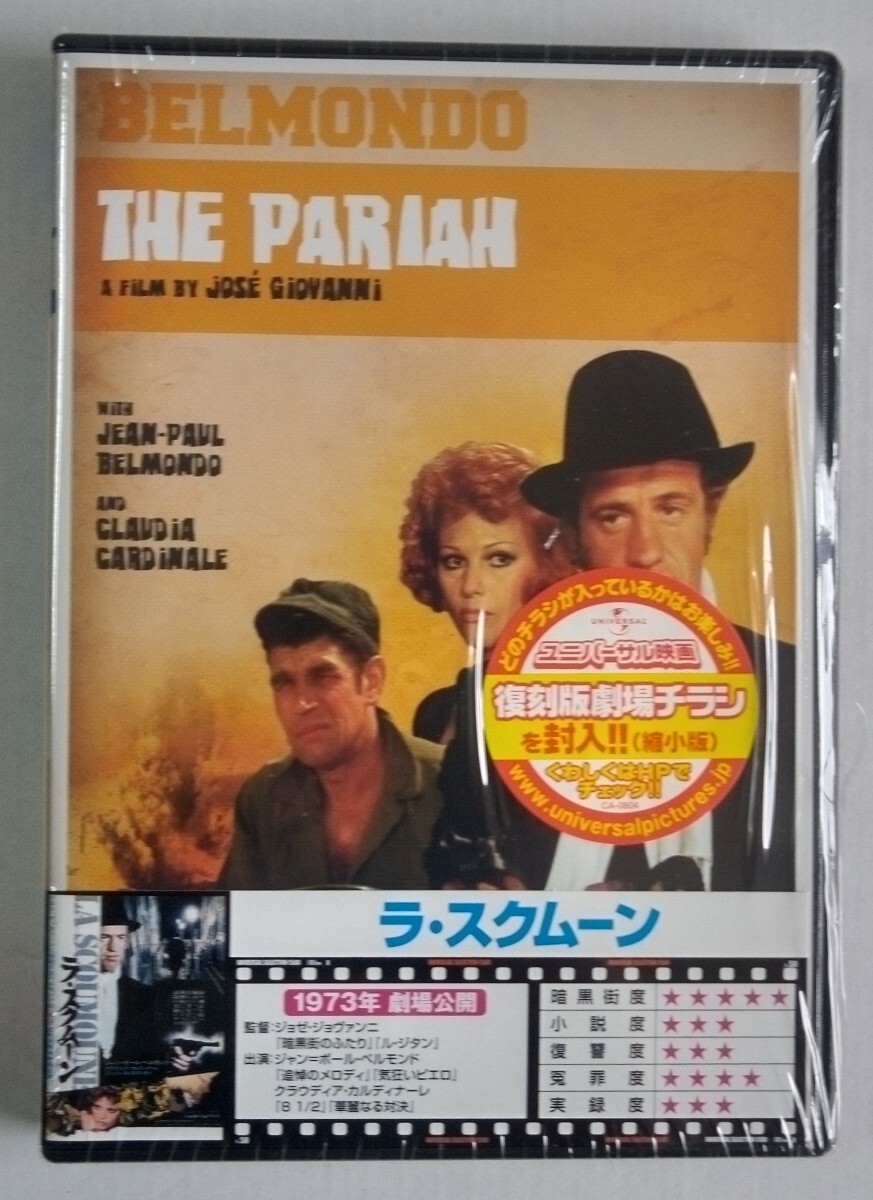 BELMONDO
THE PARIAH
A FILM BY JOSÉ GIOVANNI
WITH
JEAN-PAUL
BELMONDO
AND
CLAUDIA
CARDINALE
どのチラシが入っているかはお楽しみ!!
UNIVERSAL
ユニバーサル映画
復刻版劇場チラシ
を封入!!(縮小版)
くわしくはHPで
チェック!!
CA-0804
www.universalpictures.jp
ラ・スクムーン
LA SCOUMOUNE
ラ・スクムーン
1973年 劇場公開
監督:ジョゼ・ジョヴァンニ
「暗黒街のふたり」「ル・ジタン」
出演:ジャン=ポール・ベルモンド
「追悼のメロディ」「気狂いピエロ」
クラウディア・カルディナーレ
「8 1/2」「華麗なる対決」
暗黒街度 ★★★★★
小説度 ★★★
復讐度 ★★★
冤罪度 ★★★★
実録度 ★★★